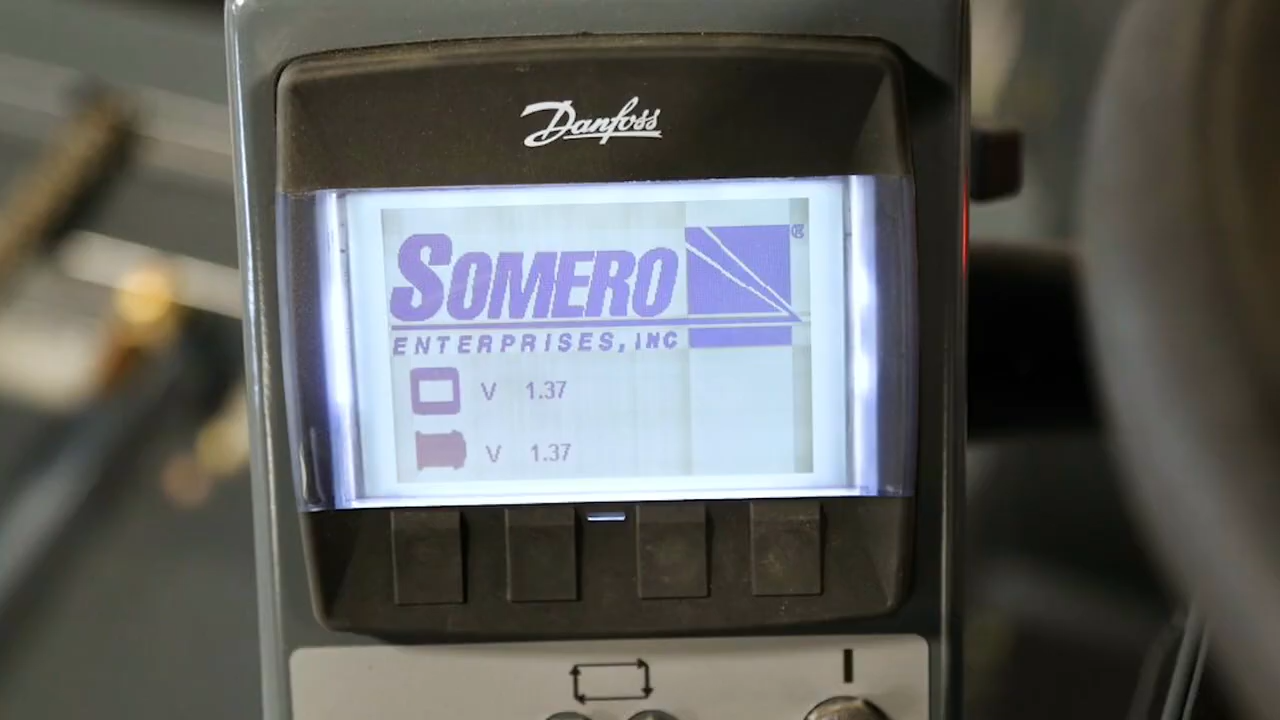 Danfoss
SOMERO ®
ENTERPRISES, INC
V 1.37
V 1.37